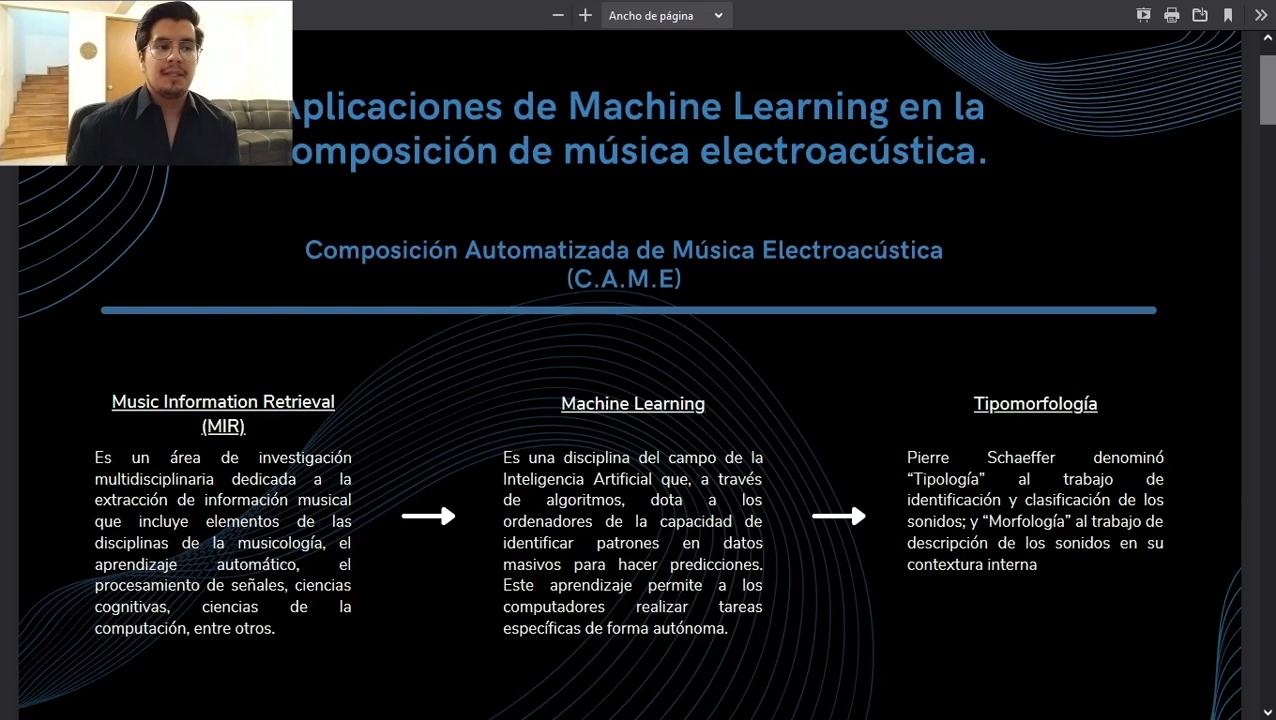 Ancho de página
Aplicaciones de Machine Learning en la
omposición de música electroacústica.
Composición Automatizada de Música Electroacústica
(C.A.M.E)
Music Information Retrieval
(MIR)
Es un área de investigación
multidisciplinaria dedicada a la
extracción de información musical
que incluye elementos de las
disciplinas de la musicología, el
aprendizaje automático, el
procesamiento de señales, ciencias
cognitivas, ciencias de la
computación, entre otros.
Machine Learning
Es una disciplina del campo de la
Inteligencia Artificial que, a través
de algoritmos, dota a los
ordenadores de la capacidad de
identificar patrones en datos
masivos para hacer predicciones.
Este aprendizaje permite a los
computadores realizar tareas
específicas de forma autónoma.
Tipomorfología
Pierre Schaeffer denominó
“Tipología” al trabajo de
identificación y clasificación de los
sonidos; y “Morfología” al trabajo de
descripción de los sonidos en su
contextura interna